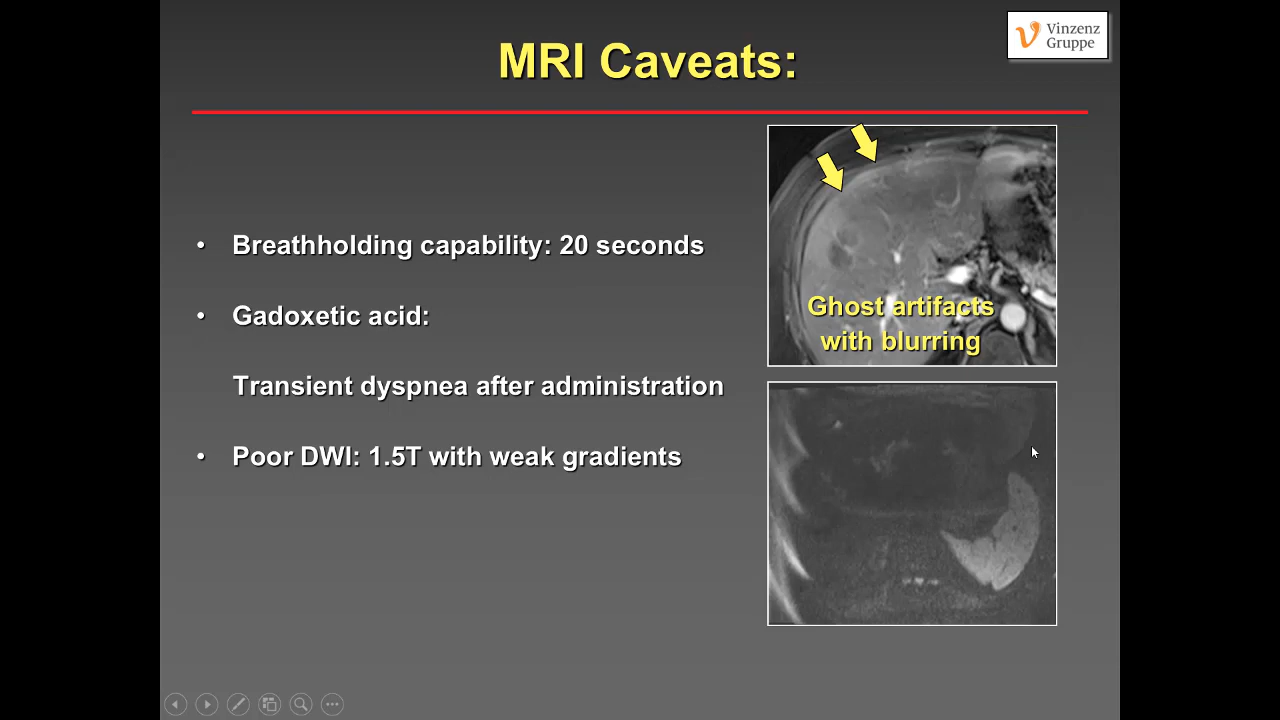 Vinzenz
Gruppe
MRI Caveats:
• Breathholding capability: 20 seconds
• Gadoxetic acid:
Transient dyspnea after administration
• Poor DWI: 1.5T with weak gradients
Ghost artifacts
with blurring